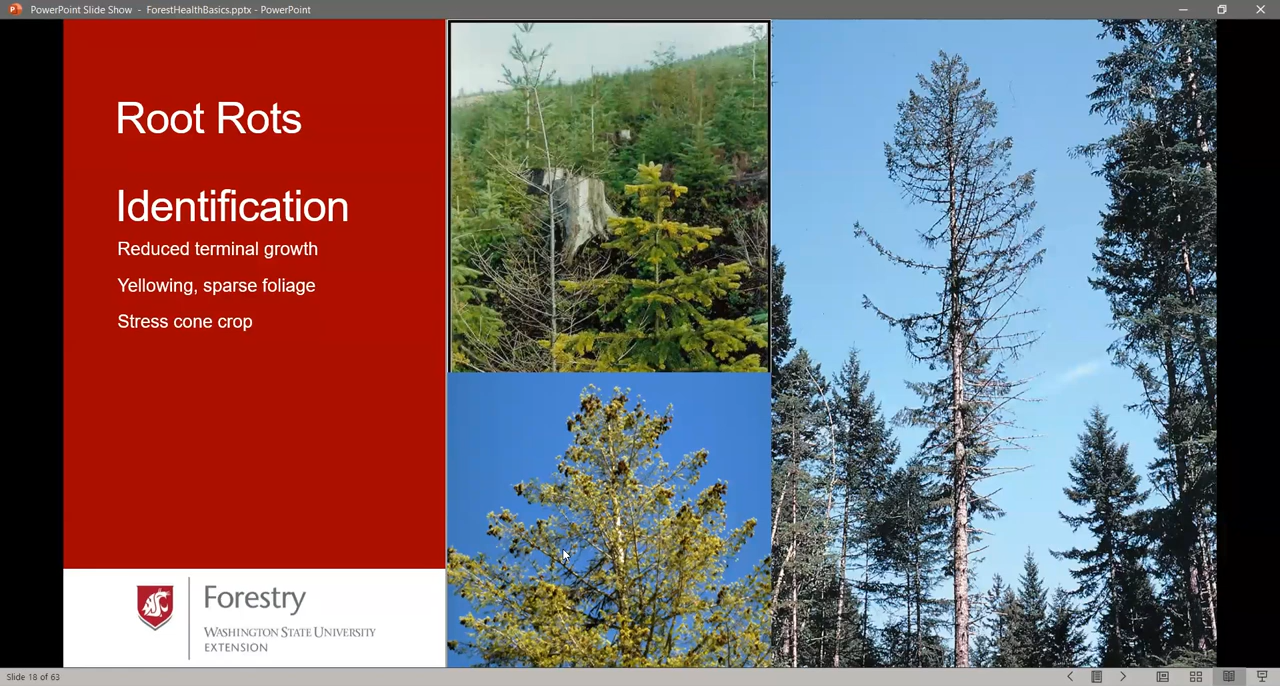 PowerPoint Slide Show - ForestHealthBasics.pptx - PowerPoint
Root Rots
Identification
Reduced terminal growth
Yellowing, sparse foliage
Stress cone crop
Forestry
WASHINGTON STATE UNIVERSITY
EXTENSION
Slide 18 of 63